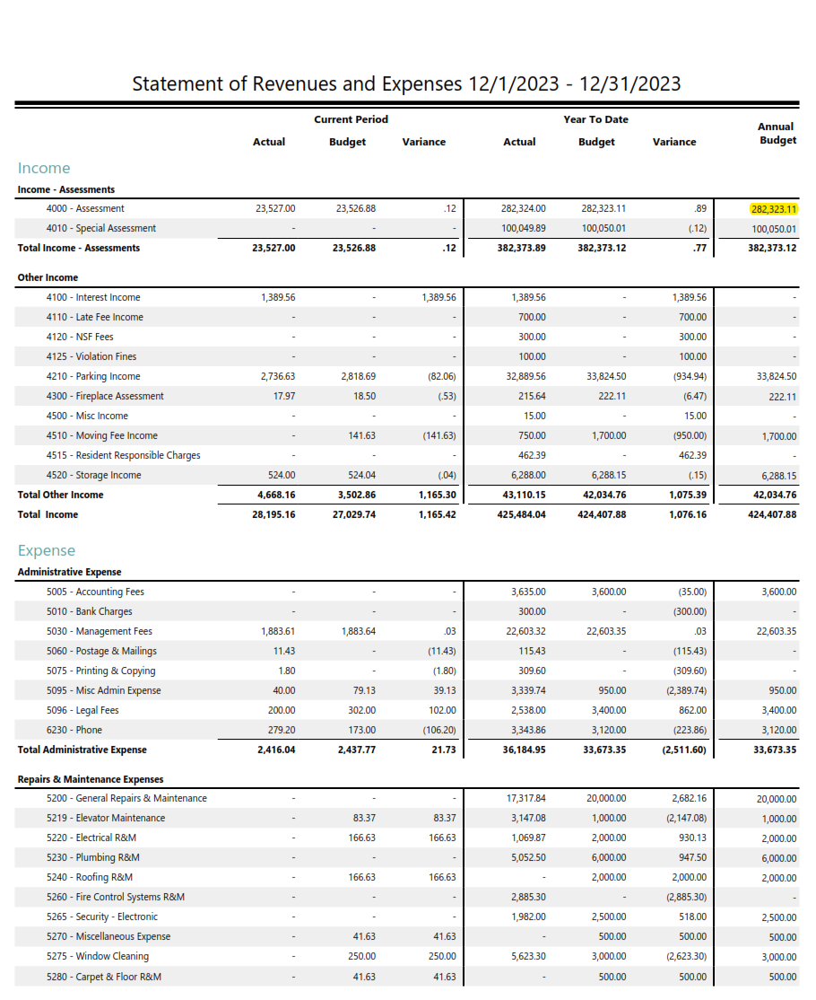 Statement of Revenues and Expenses 12/1/2023 - 12/31/2023
Current Period Year To Date
Actual Budget Variance Actual Budget Variance Annual Budget
Income
Income - Assessments
4000 - Assessment 23,527.00 23,526.88 .12 282,324.00 282,323.11 .89 282,323.11
4010 - Special Assessment - - - 100,049.89 100,050.01 (.12) 100,050.01
Total Income - Assessments 23,527.00 23,526.88 .12 382,373.89 382,373.12 .77 382,373.12
Other Income
4100 - Interest Income 1,389.56 - 1,389.56 1,389.56 - 1,389.56 -
4110 - Late Fee Income - - - 700.00 - 700.00 -
4120 - NSF Fees - - - 300.00 - 300.00 -
4125 - Violation Fines - - - 100.00 - 100.00 -
4210 - Parking Income 2,736.63 2,818.69 (82.06) 32,889.56 33,824.50 (934.94) 33,824.50
4300 - Fireplace Assessment 17.97 18.50 (.53) 215.64 222.11 (6.47) 222.11
4500 - Misc Income - - - 15.00 - 15.00 -
4510 - Moving Fee Income - 141.63 (141.63) 750.00 1,700.00 (950.00) 1,700.00
4515 - Resident Responsible Charges - - - 462.39 - 462.39 -
4520 - Storage Income 524.00 524.04 (.04) 6,288.00 6,288.15 (.15) 6,288.15
Total Other Income 4,668.16 3,502.86 1,165.30 43,110.15 42,034.76 1,075.39 42,034.76
Total Income 28,195.16 27,029.74 1,165.42 425,484.04 424,407.88 1,076.16 424,407.88
Expense
Administrative Expense
5005 - Accounting Fees - - - 3,635.00 3,600.00 (35.00) 3,600.00
5010 - Bank Charges - - - 300.00 - (300.00) -
5030 - Management Fees 1,883.61 1,883.64 .03 22,603.32 22,603.35 .03 22,603.35
5060 - Postage & Mailings 11.43 - (11.43) 115.43 - (115.43) -
5075 - Printing & Copying 1.80 - (1.80) 309.60 - (309.60) -
5095 - Misc Admin Expense 40.00 79.13 39.13 3,339.74 950.00 (2,389.74) 950.00
5096 - Legal Fees 200.00 302.00 102.00 2,538.00 3,400.00 862.00 3,400.00
6230 - Phone 279.20 173.00 (106.20) 3,343.86 3,120.00 (223.86) 3,120.00
Total Administrative Expense 2,416.04 2,437.77 21.73 36,184.95 33,673.35 (2,511.60) 33,673.35
Repairs & Maintenance Expenses
5200 - General Repairs & Maintenance - - - 17,317.84 20,000.00 2,682.16 20,000.00
5219 - Elevator Maintenance - 83.37 83.37 3,147.08 1,000.00 (2,147.08) 1,000.00
5220 - Electrical R&M - 166.63 166.63 1,069.87 2,000.00 930.13 2,000.00
5230 - Plumbing R&M - - - 5,052.50 6,000.00 947.50 6,000.00
5240 - Roofing R&M - 166.63 166.63 - 2,000.00 2,000.00 2,000.00
5260 - Fire Control Systems R&M - - - 2,885.30 - (2,885.30) -
5265 - Security - Electronic - - - 1,982.00 2,500.00 518.00 2,500.00
5270 - Miscellaneous Expense - 41.63 41.63 - 500.00 500.00 500.00
5275 - Window Cleaning - 250.00 250.00 5,623.30 3,000.00 (2,623.30) 3,000.00
5280 - Carpet & Floor R&M - 41.63 41.63 - 500.00 500.00 500.00